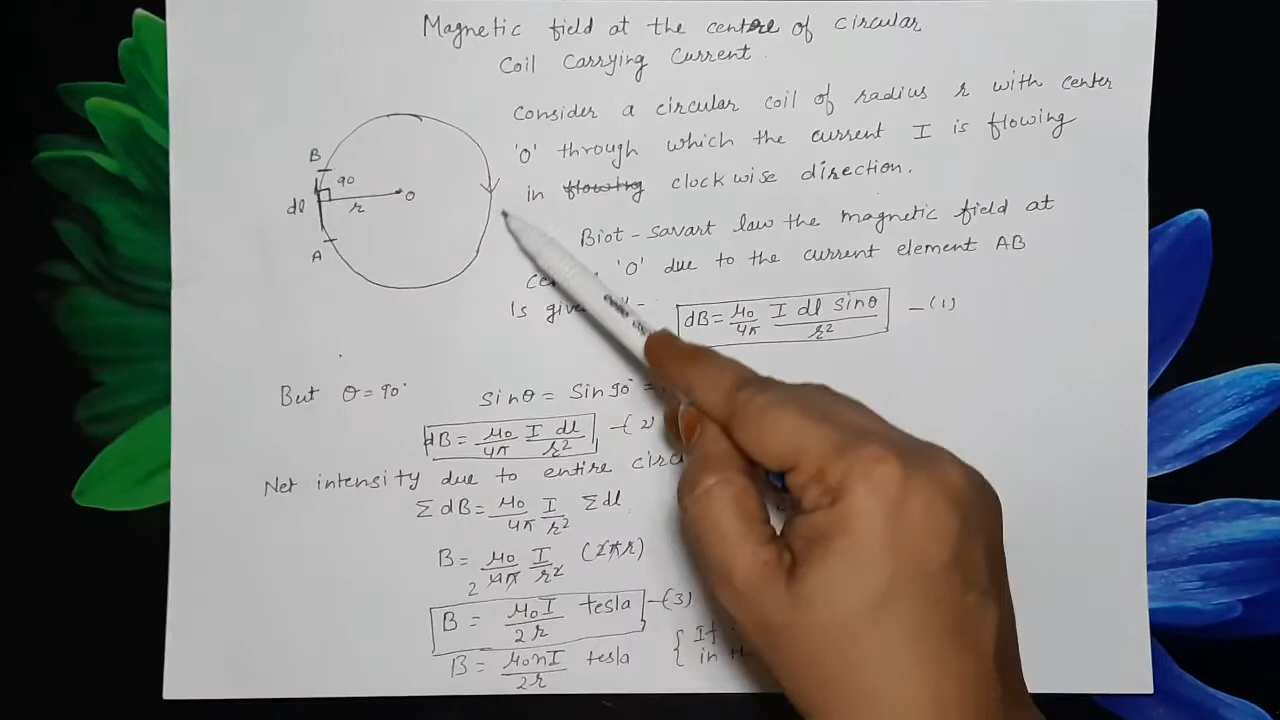 Magnetic field at the centre of circular
Coil Carrying Current.
Consider a circular coil of radius r with center
'O' through which the current I is flowing
in flowing clockwise direction.
Biot-Savart law the magnetic field at
'O' due to the current element AB
Is
dB = μ0/4π I dl sinθ/r² —(1)
B
90
dl
r
O
A
But θ = 90° Sinθ = Sin90° =
dB = μ0/4π I dl/r² —(2)
Net intensity due to entire
Σ dB = μ0/4π I/r² Σdl
B = μ0/4π I/r² (2πr)
2
B = μ0I/2r tesla —(3)
B = μ0nI/2r tesla { If
in